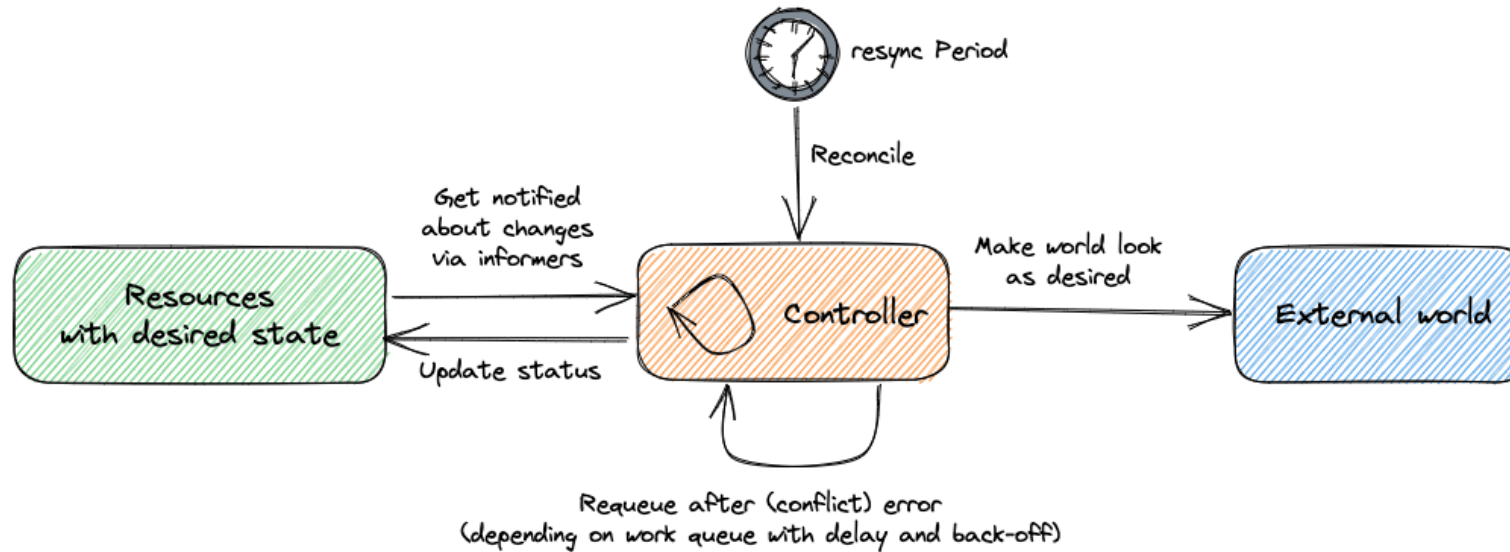 resync Period
Reconcile
Get notified
about changes
via informers
Make world look
as desired
Resources
with desired state
Controller
External world
Update status
Requeue after (conflict) error
(depending on work queue with delay and back-off)